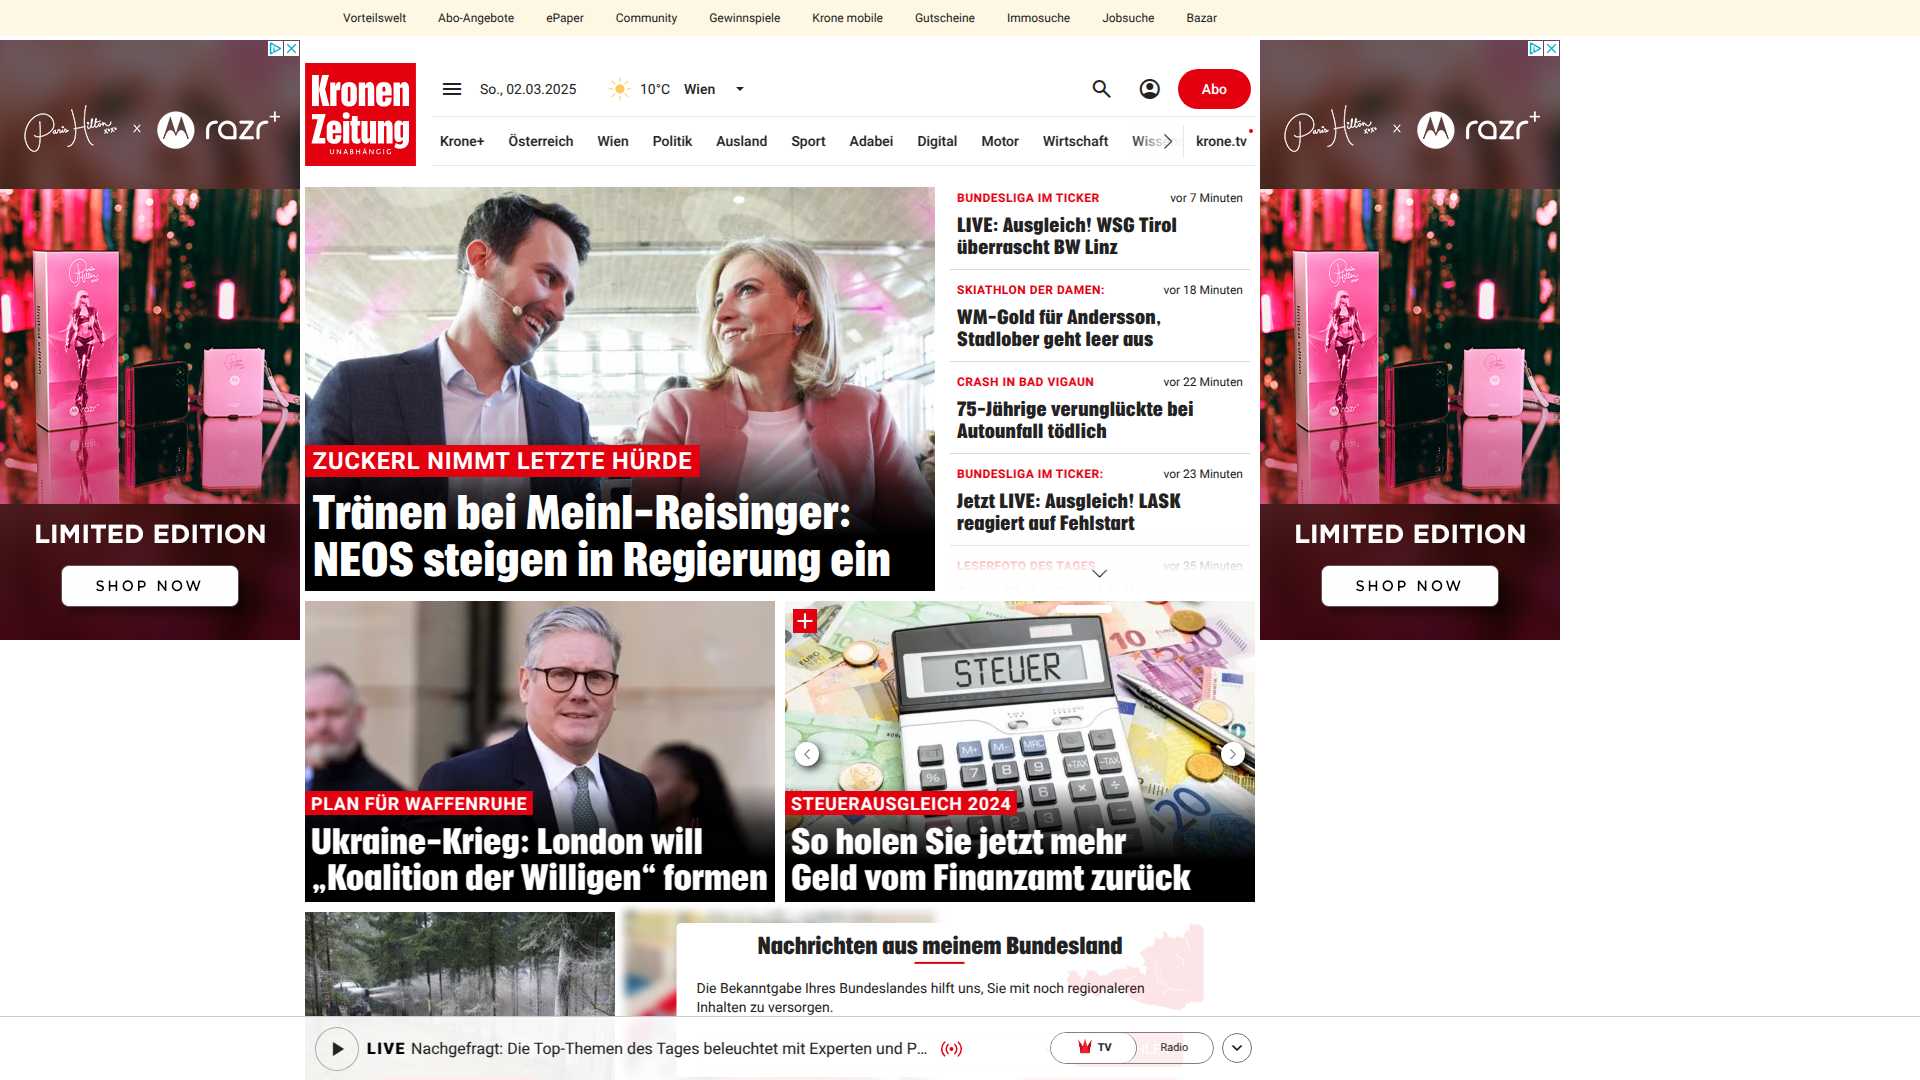 Vorteilswelt
Abo-Angebote
ePaper
Community
Gewinnspiele
Krone mobile
Gutscheine
Immosuche
Jobsuche
Bazar
Paris Hilton
x
razr+
LIMITED EDITION
SHOP NOW
Kronen
Zeitung
UNABHÄNGIG
So., 02.03.2025
10°C
Wien
Abo
Krone+
Österreich
Wien
Politik
Ausland
Sport
Adabei
Digital
Motor
Wirtschaft
krone.tv
ZUCKERL NIMMT LETZTE HÜRDE
Tränen bei Meinl-Reisinger:
NEOS steigen in Regierung ein
BUNDESLIGA IM TICKER
vor 7 Minuten
LIVE: Ausgleich! WSG Tirol
überrascht BW Linz
SKIATHLON DER DAMEN:
vor 18 Minuten
WM-Gold für Andersson,
Stadlober geht leer aus
CRASH IN BAD VIGAUN
vor 22 Minuten
75-Jährige verunglückte bei
Autounfall tödlich
BUNDESLIGA IM TICKER:
vor 23 Minuten
Jetzt LIVE: Ausgleich! LASK
reagiert auf Fehlstart
LESERFOTO DES TAGES
vor 35 Minuten
PLAN FÜR WAFFENRUHE
Ukraine-Krieg: London will
„Koalition der Willigen“ formen
STEUER
STEUERAUSGLEICH 2024
So holen Sie jetzt mehr
Geld vom Finanzamt zurück
Nachrichten aus meinem Bundesland
Die Bekanntgabe Ihres Bundeslandes hilft uns, Sie mit noch regionaleren
Inhalten zu versorgen.
LIVE Nachgefragt: Die Top-Themen des Tages beleuchtet mit Experten und P...
TV
Radio
Paris Hilton
x
razr+
LIMITED EDITION
SHOP NOW